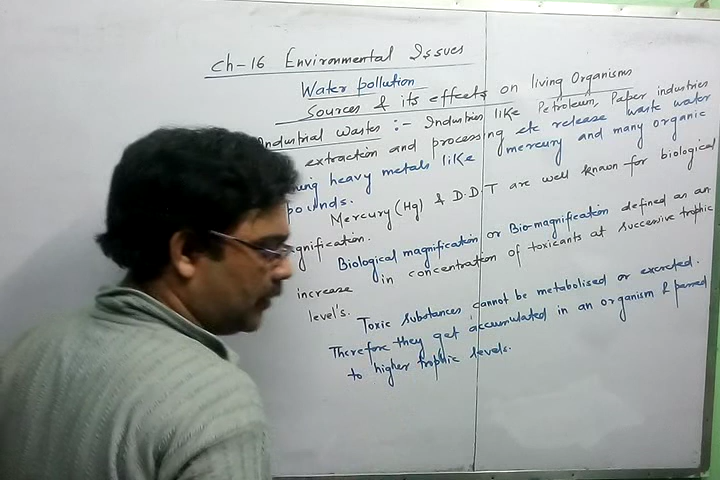 Ch-16 Environmental Issues
Water pollution
Sources & its effects on living Organisms
Industrial Wastes :- Industries like Petroleum, Paper industries
extraction and processing etc release waste water
heavy metals like mercury and many organic
pounds.
Mercury (Hg) & D.D.T are well known for biological
gnification.
Biological magnification or Bio-magnification defined as an
increase in concentration of toxicants at successive trophic
level's.
Toxic substances cannot be metabolised or excreted.
Therefore they get accumulated in an organism & passed
to higher trophic levels.